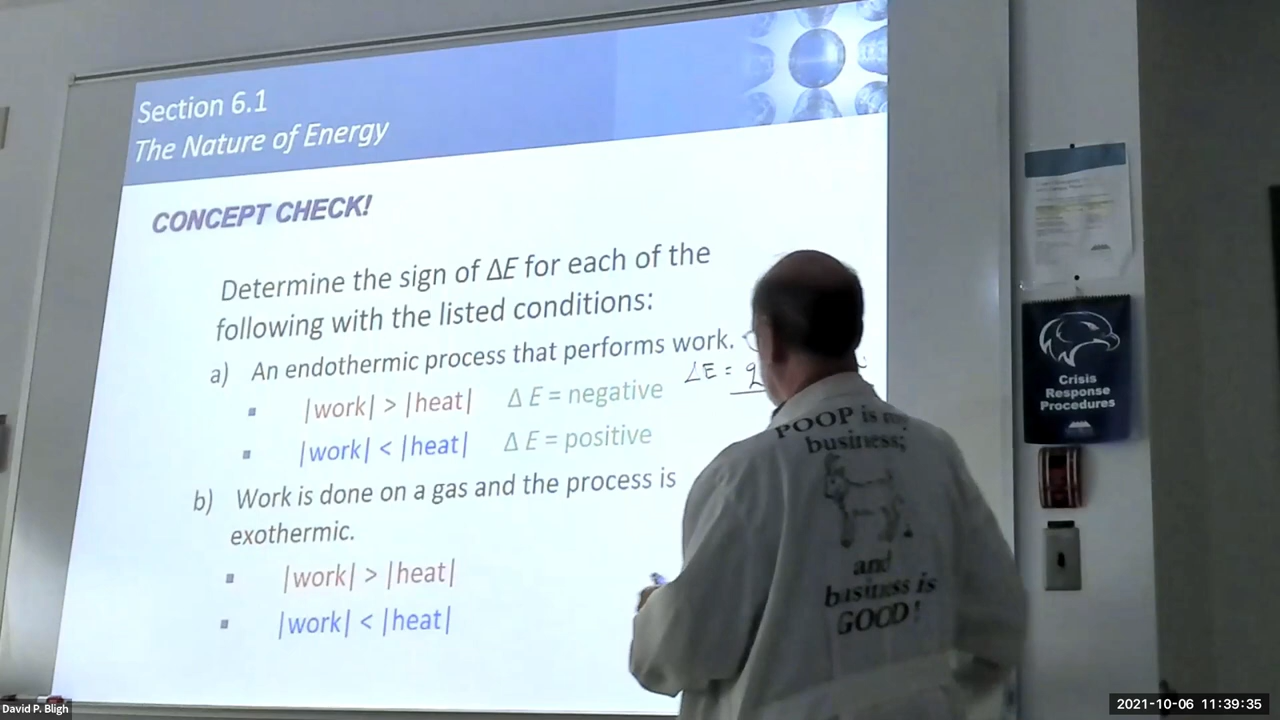 Section 6.1
The Nature of Energy
CONCEPT CHECK!
Determine the sign of ΔE for each of the
following with the listed conditions:
a) An endothermic process that performs work.
▪ |work| > |heat| Δ E = negative
▪ |work| < |heat| Δ E = positive
∠E = q
b) Work is done on a gas and the process is
exothermic.
▪ |work| > |heat|
▪ |work| < |heat|
POOP is my
business;
and
business is
GOOD!
Crisis
Response
Procedures
David P. Bligh
2021-10-06 11:39:35